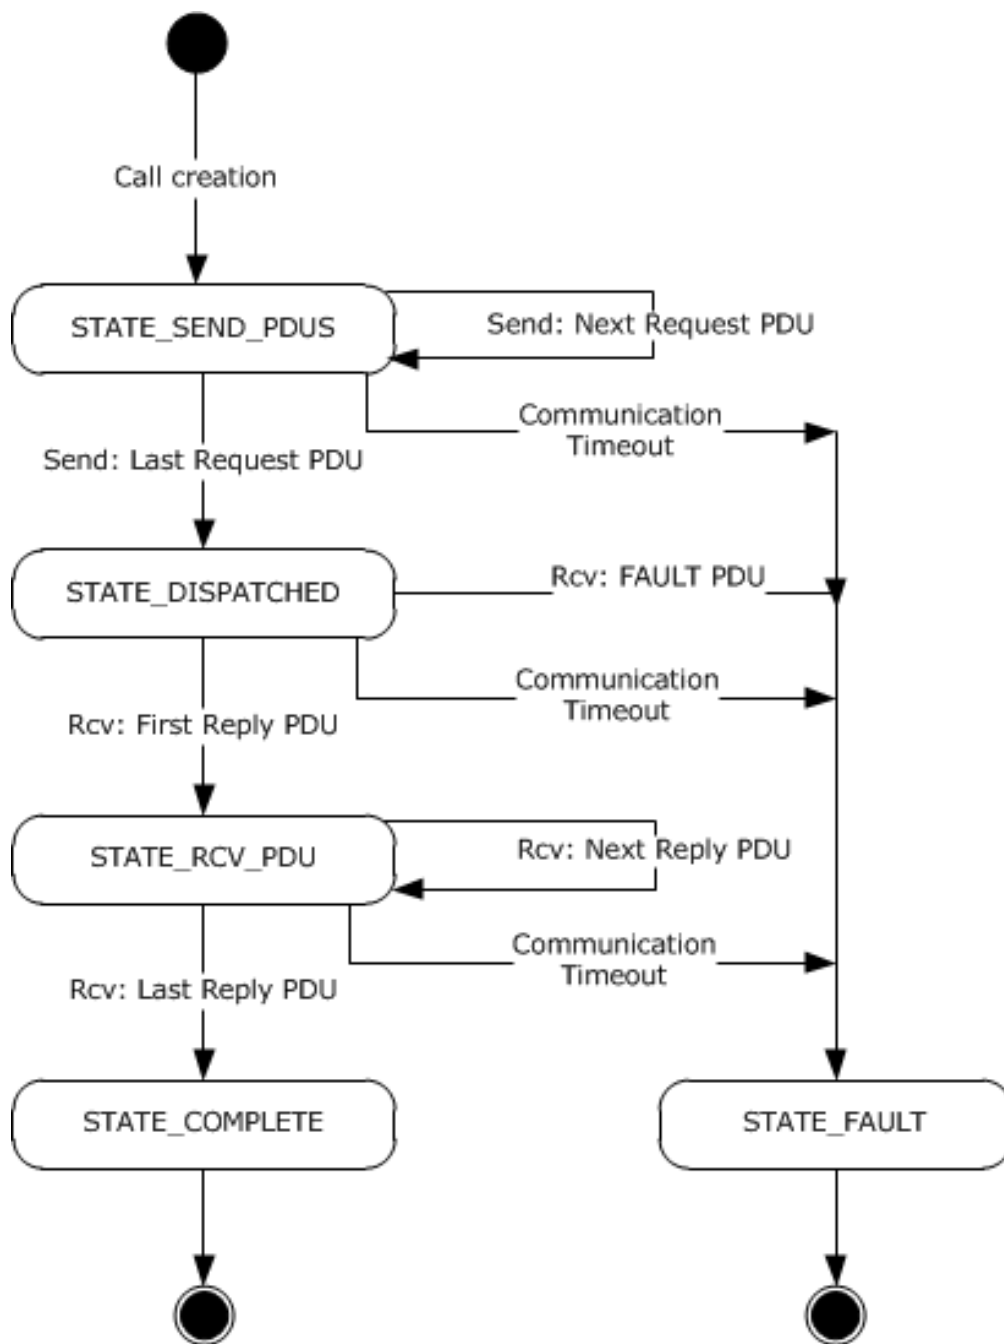 Call creation
STATE_SEND_PDUS
Send: Next Request PDU
Communication
Timeout
Send: Last Request PDU
STATE_DISPATCHED
Rcv: FAULT PDU
Communication
Timeout
Rcv: First Reply PDU
STATE_RCV_PDU
Rcv: Next Reply PDU
Communication
Timeout
Rcv: Last Reply PDU
STATE_COMPLETE
STATE_FAULT